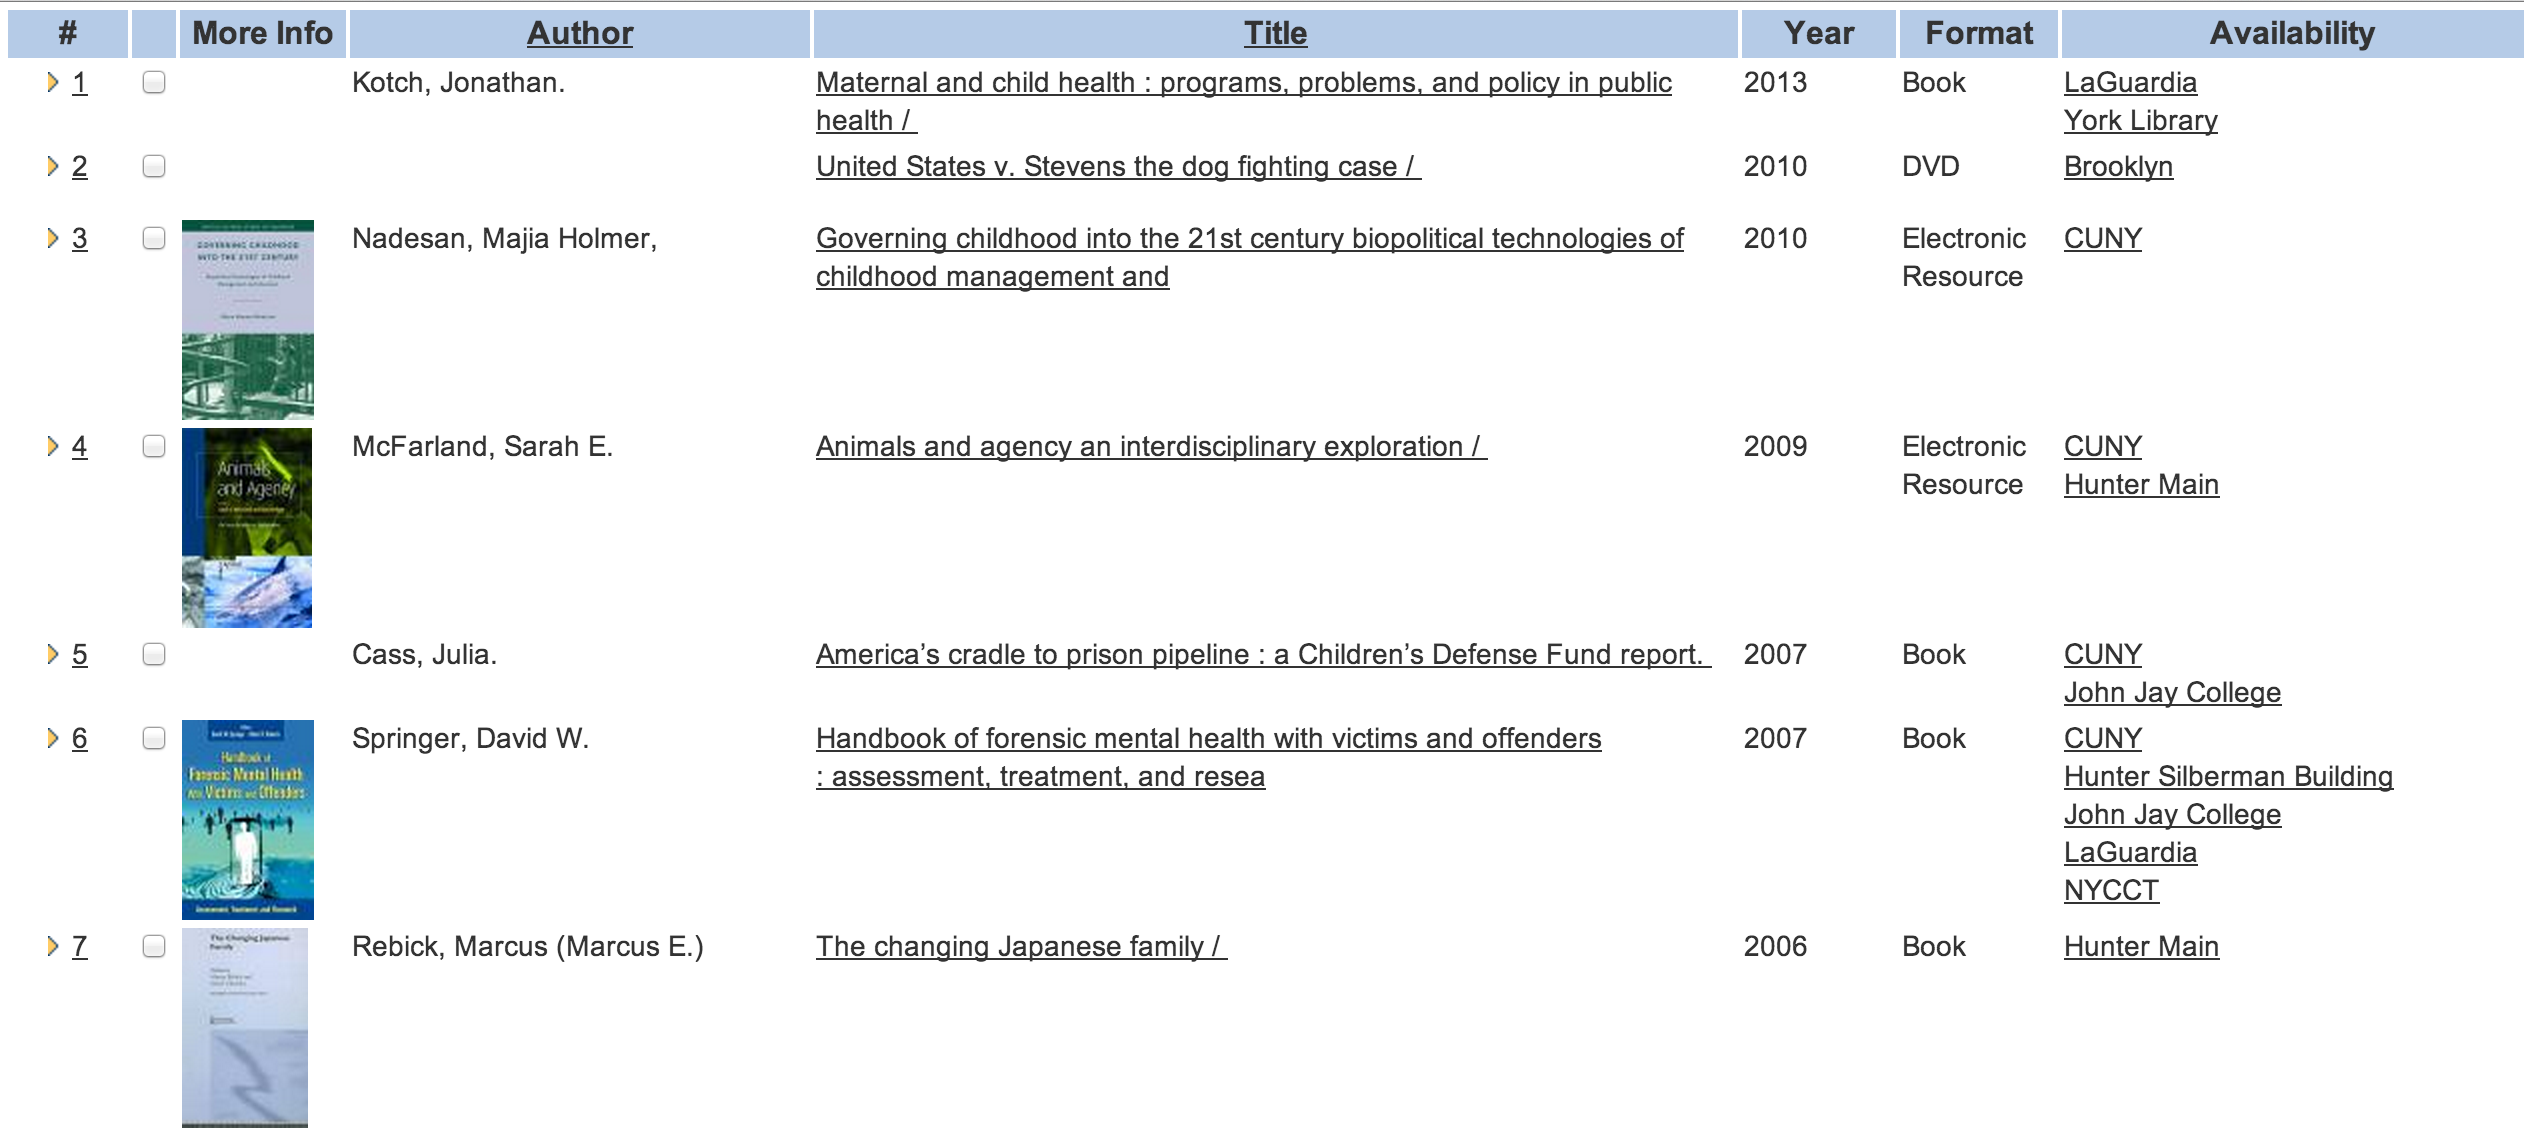 # More Info Author Title Year Format Availability
1 Kotch, Jonathan. Maternal and child health : programs, problems, and policy in public 2013 Book LaGuardia
health / York Library
2 United States v. Stevens the dog fighting case / 2010 DVD Brooklyn
3 Nadesan, Majia Holmer, Governing childhood into the 21st century biopolitical technologies of 2010 Electronic CUNY
childhood management and Resource
GOVERNING CHILDHOOD
INTO THE 21ST CENTURY
4 McFarland, Sarah E. Animals and agency an interdisciplinary exploration / 2009 Electronic CUNY
Resource Hunter Main
Animals
and Agency
5 Cass, Julia. America’s cradle to prison pipeline : a Children’s Defense Fund report. 2007 Book CUNY
John Jay College
6 Springer, David W. Handbook of forensic mental health with victims and offenders 2007 Book CUNY
: assessment, treatment, and resea Hunter Silberman Building
John Jay College
LaGuardia
NYCCT
Handbook of
Forensic Mental Health
With Victims and Offenders
Assessment, Treatment, and Research
7 Rebick, Marcus (Marcus E.) The changing Japanese family / 2006 Book Hunter Main
The Changing Japanese
Family